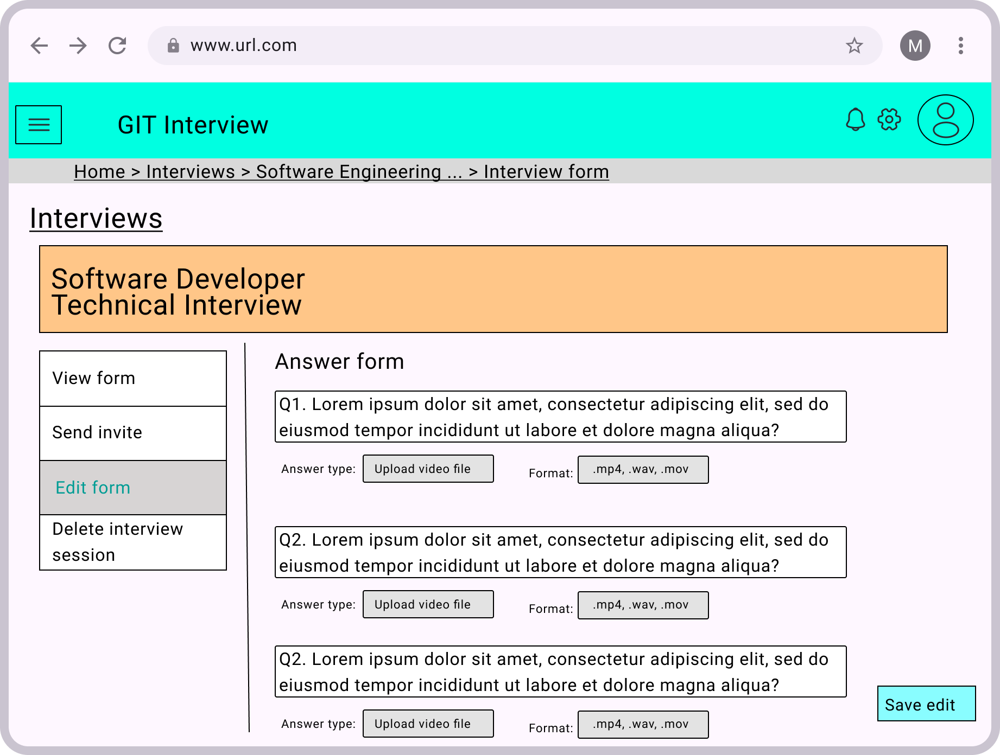 www.url.com
M
GIT Interview
Home > Interviews > Software Engineering ... > Interview form
Interviews
Software Developer
Technical Interview
View form
Send invite
Edit form
Delete interview
session
Answer form
Q1. Lorem ipsum dolor sit amet, consectetur adipiscing elit, sed do
eiusmod tempor incididunt ut labore et dolore magna aliqua?
Answer type: Upload video file Format: .mp4, .wav, .mov
Q2. Lorem ipsum dolor sit amet, consectetur adipiscing elit, sed do
eiusmod tempor incididunt ut labore et dolore magna aliqua?
Answer type: Upload video file Format: .mp4, .wav, .mov
Q2. Lorem ipsum dolor sit amet, consectetur adipiscing elit, sed do
eiusmod tempor incididunt ut labore et dolore magna aliqua?
Answer type: Upload video file Format: .mp4, .wav, .mov
Save edit